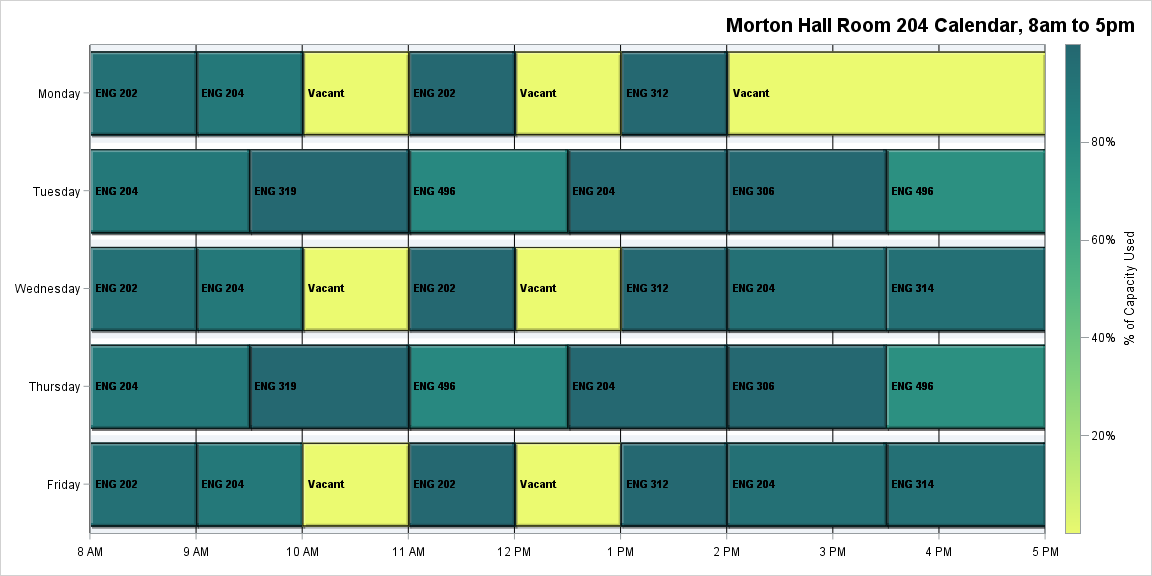 Morton Hall Room 204 Calendar, 8am to 5pm
Monday ENG 202 ENG 204 Vacant ENG 202 Vacant ENG 312 Vacant
Tuesday ENG 204 ENG 319 ENG 496 ENG 204 ENG 306 ENG 496
Wednesday ENG 202 ENG 204 Vacant ENG 202 Vacant ENG 312 ENG 204 ENG 314
Thursday ENG 204 ENG 319 ENG 496 ENG 204 ENG 306 ENG 496
Friday ENG 202 ENG 204 Vacant ENG 202 Vacant ENG 312 ENG 204 ENG 314
8 AM 9 AM 10 AM 11 AM 12 PM 1 PM 2 PM 3 PM 4 PM 5 PM
80%
60%
40%
20%
% of Capacity Used